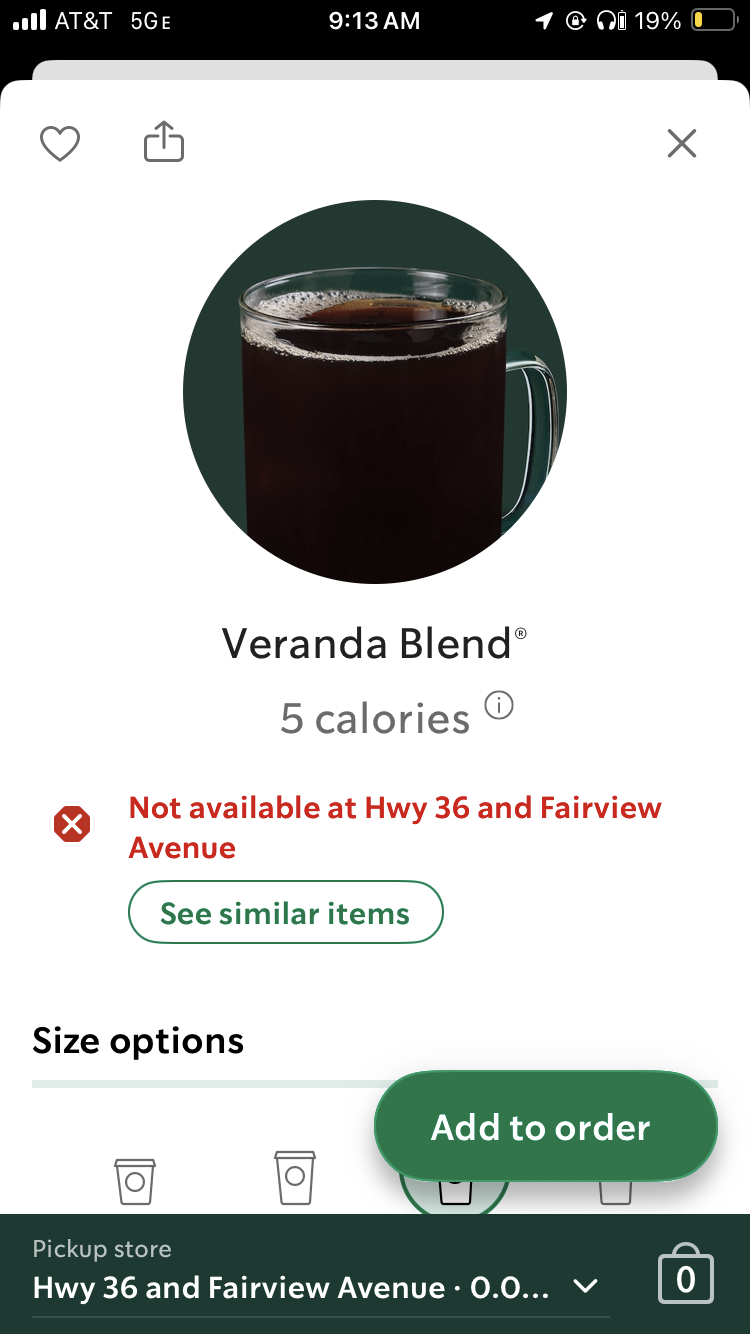 AT&T 5GE 9:13 AM 19%
Veranda Blend®
5 calories
Not available at Hwy 36 and Fairview
Avenue
See similar items
Size options
Add to order
Pickup store
Hwy 36 and Fairview Avenue · 0.0...
0